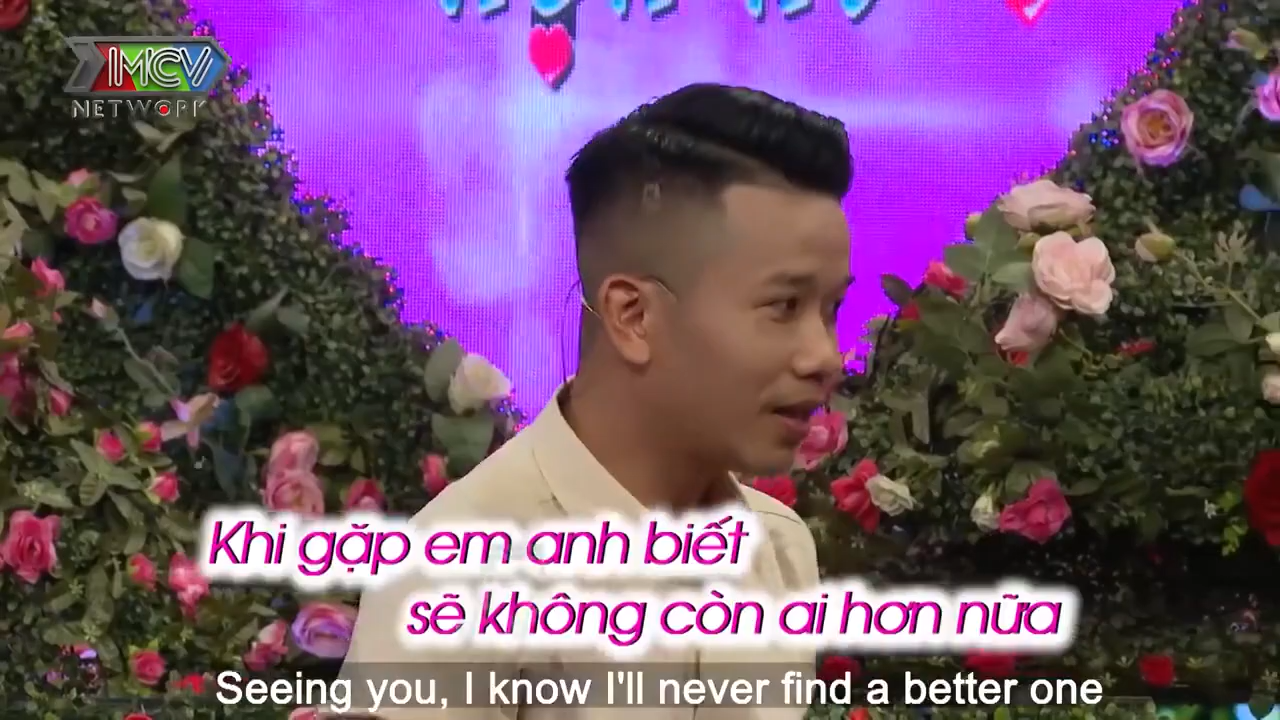 MCV
NETWORK
Khi gặp em anh biết
sẽ không còn ai hơn nữa
Seeing you, I know I'll never find a better one